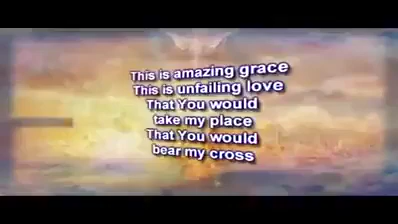 This is amazing grace
This is unfailing love
That You would
take my place
That You would
bear my cross